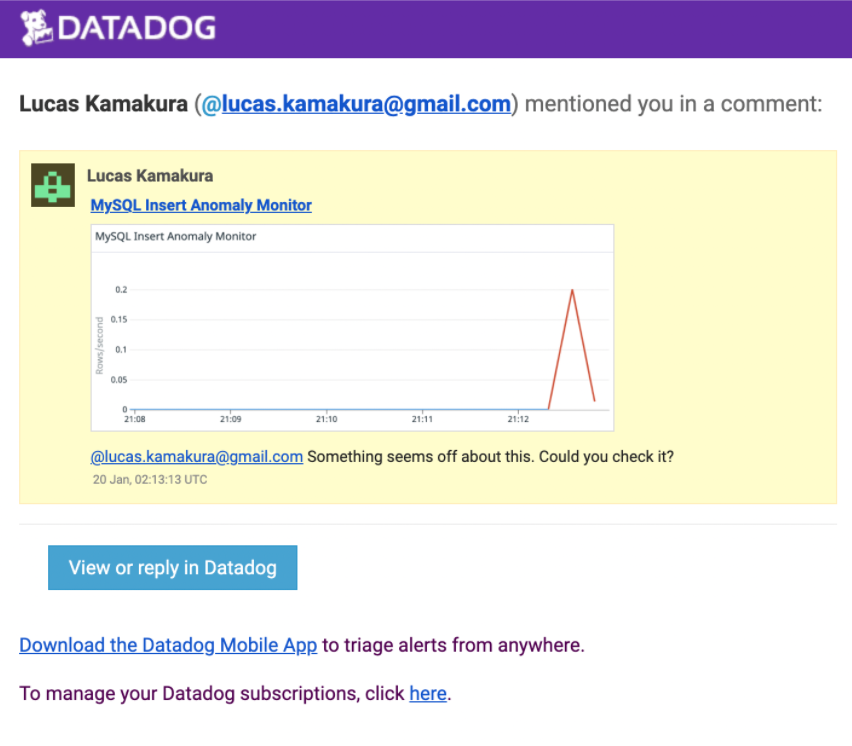 DATADOG
Lucas Kamakura (@lucas.kamakura@gmail.com) mentioned you in a comment:
Lucas Kamakura
MySQL Insert Anomaly Monitor
MySQL Insert Anomaly Monitor
Rows/second
0.2
0.15
0.1
0.05
0
21:08 21:09 21:10 21:11 21:12
@lucas.kamakura@gmail.com Something seems off about this. Could you check it?
20 Jan, 02:13:13 UTC
View or reply in Datadog
Download the Datadog Mobile App to triage alerts from anywhere.
To manage your Datadog subscriptions, click here.